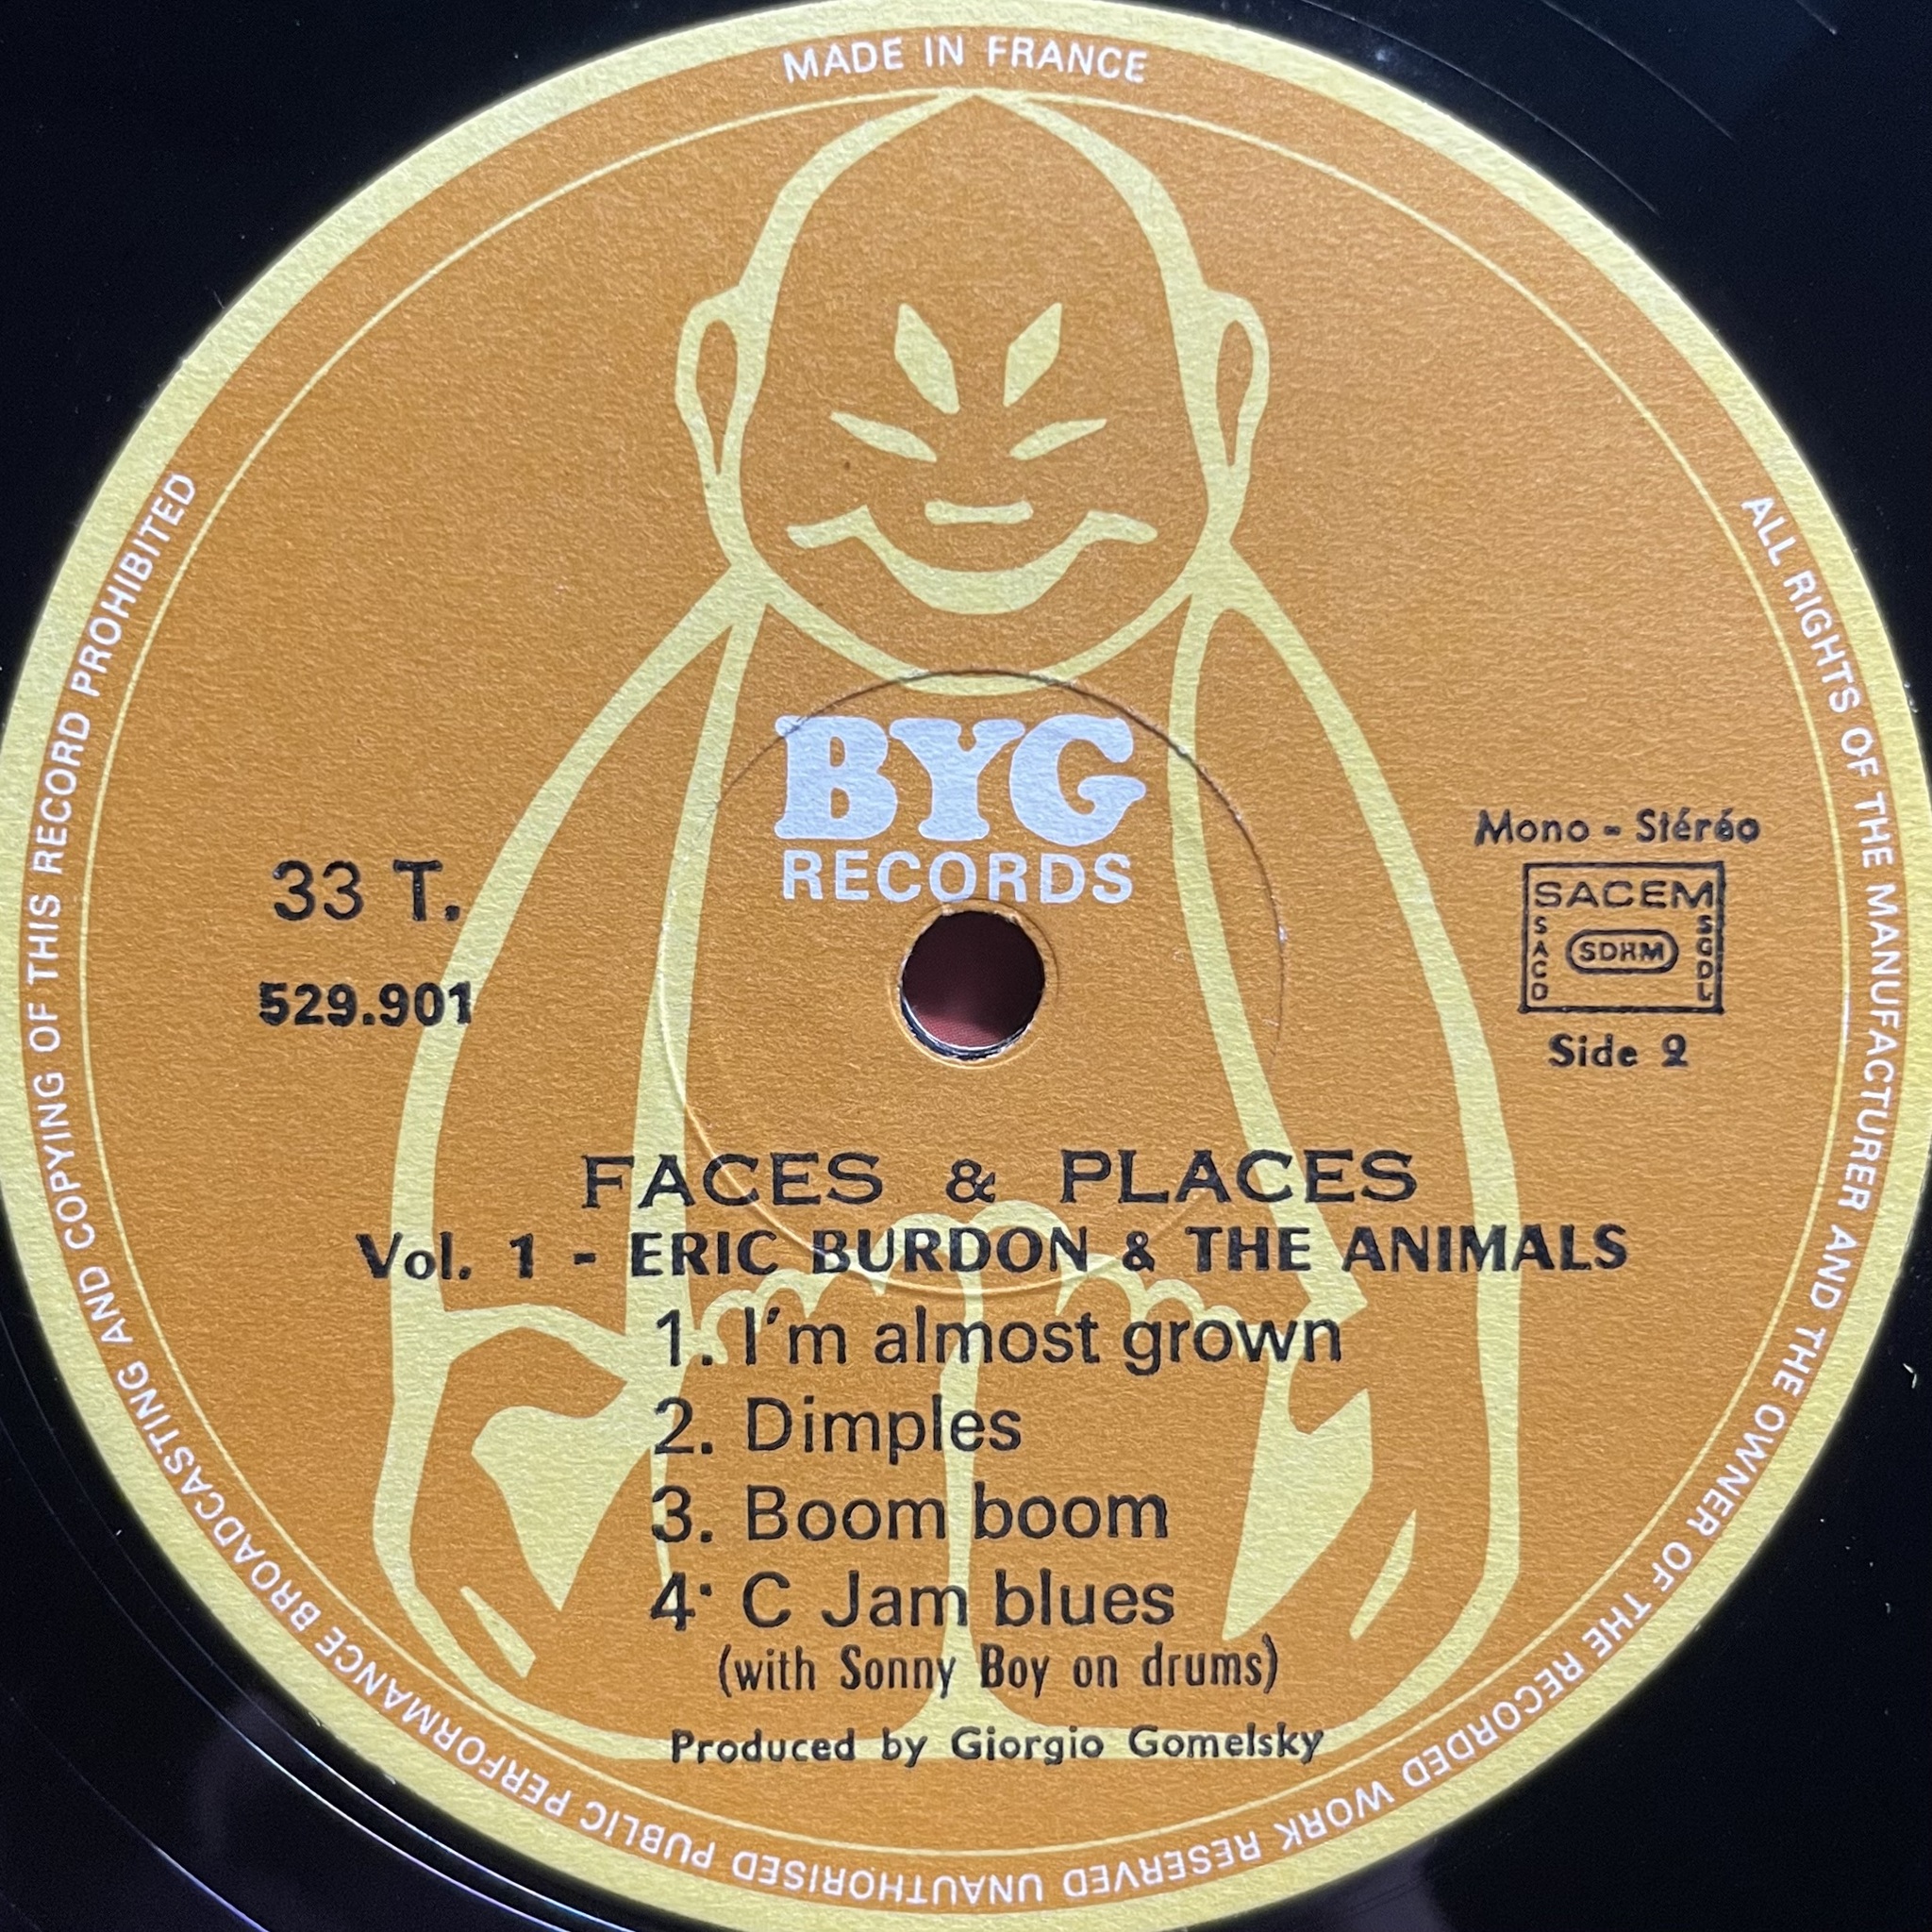 MADE IN FRANCE
ALL RIGHTS OF THE MANUFACTURER AND THE OWNER OF THE RECORDED WORK RESERVED UNAUTHORISED PUBLIC PERFORMANCE BROADCASTING AND COPYING OF THIS RECORD PROHIBITED
BYG
RECORDS
33 T.
529.901
Mono - Stéréo
SACEM
SACD
SDRM
SGDL
Side 2
FACES & PLACES
Vol. 1 - ERIC BURDON & THE ANIMALS
1. I'm almost grown
2. Dimples
3. Boom boom
4. C Jam blues
(with Sonny Boy on drums)
Produced by Giorgio Gomelsky